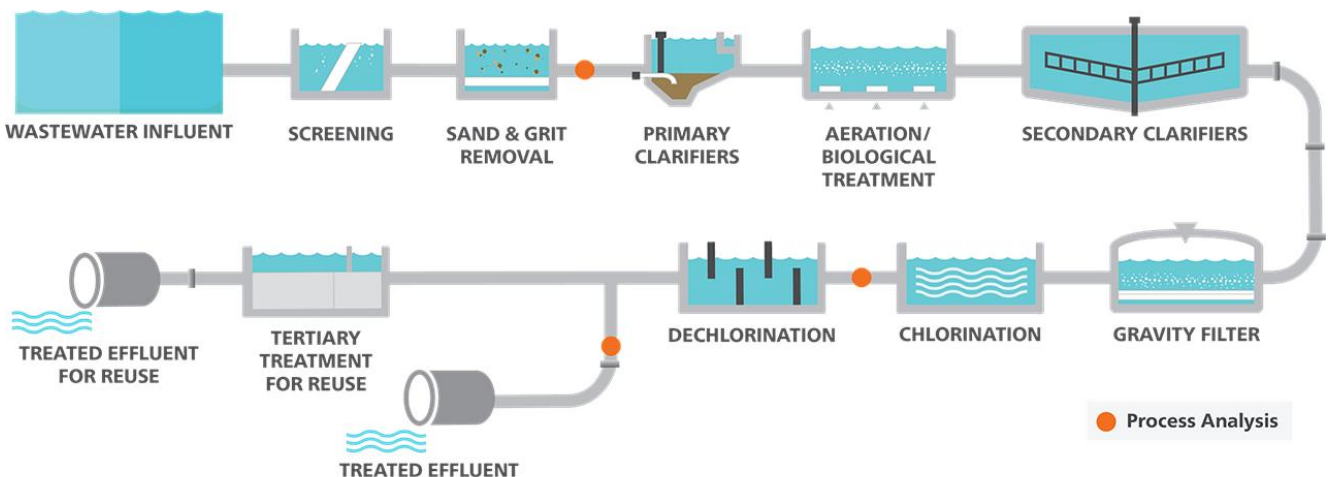 WASTEWATER INFLUENT
SCREENING
SAND & GRIT
REMOVAL
PRIMARY
CLARIFIERS
AERATION/
BIOLOGICAL
TREATMENT
SECONDARY CLARIFIERS
TREATED EFFLUENT
FOR REUSE
TERTIARY
TREATMENT
FOR REUSE
TREATED EFFLUENT
DECHLORINATION
CHLORINATION
GRAVITY FILTER
Process Analysis